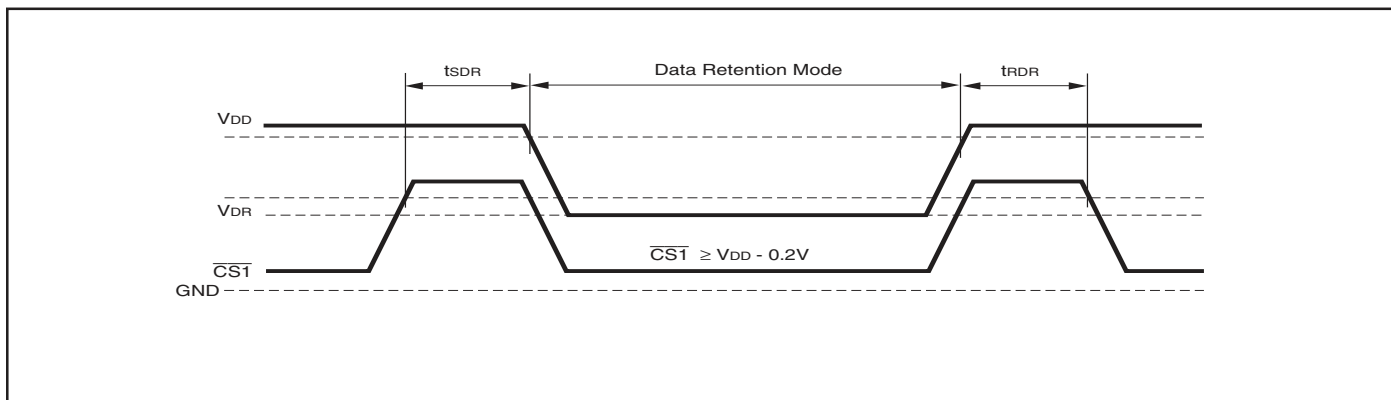 tSDR Data Retention Mode tRDR
VDD
VDR
CS1 ≥ VDD - 0.2V
CS1
GND